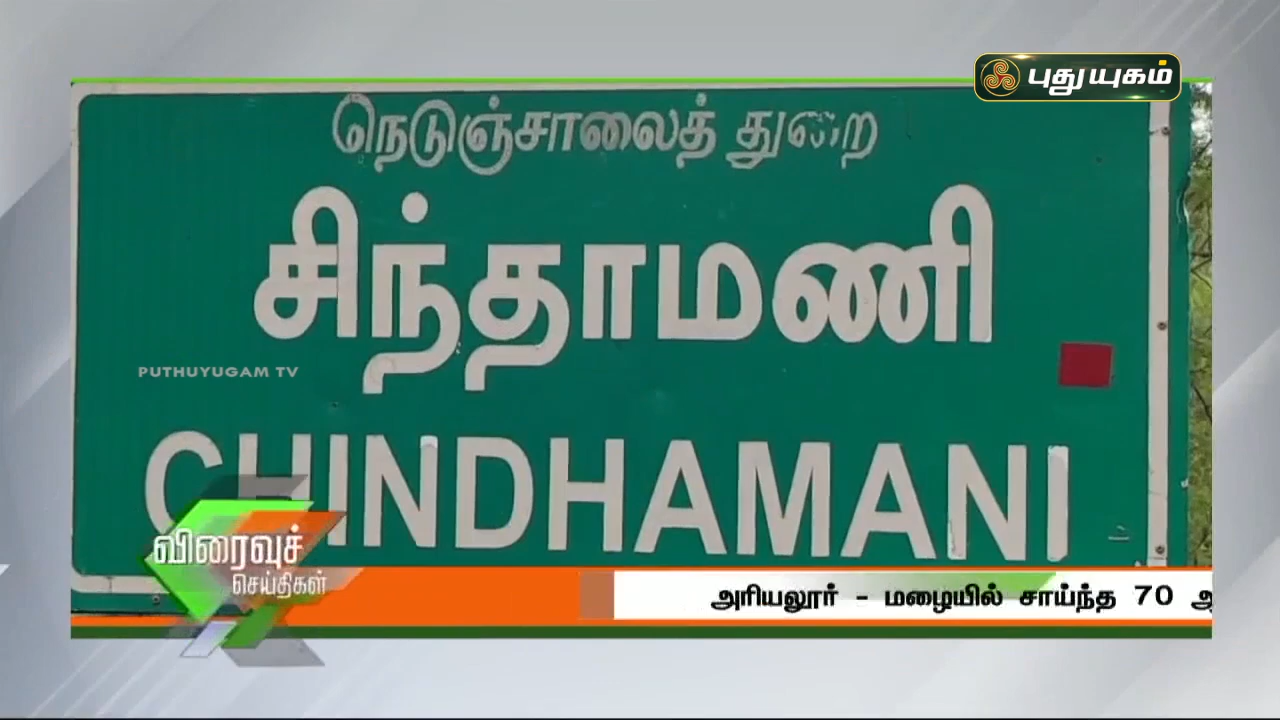 புதுயுகம்
நெடுஞ்சாலைத் துறை
சிந்தாமணி
PUTHUYUGAM TV
CHINDHAMANI
விரைவுச்
செய்திகள்
அரியலூர் - மழையில் சாய்ந்த 70